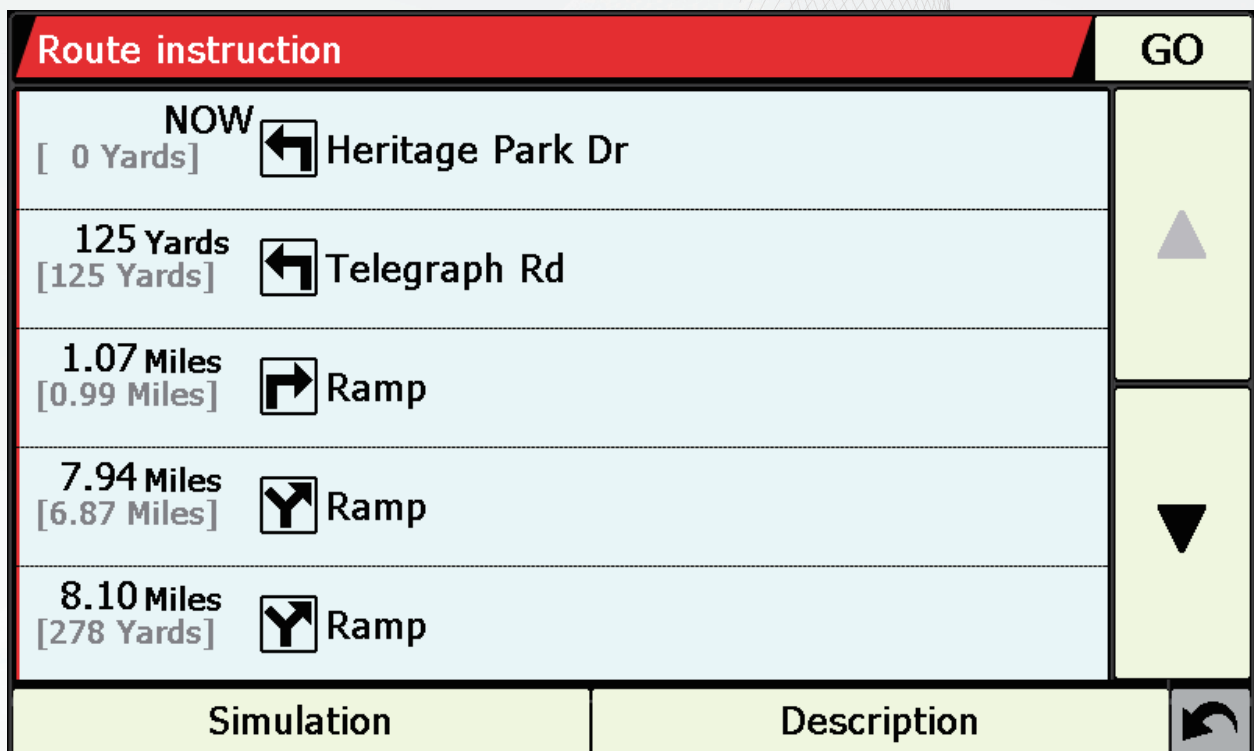 Route instruction
GO
NOW
[ 0 Yards]
Heritage Park Dr
125 Yards
[125 Yards]
Telegraph Rd
1.07 Miles
[0.99 Miles]
Ramp
7.94 Miles
[6.87 Miles]
Ramp
8.10 Miles
[278 Yards]
Ramp
Simulation
Description